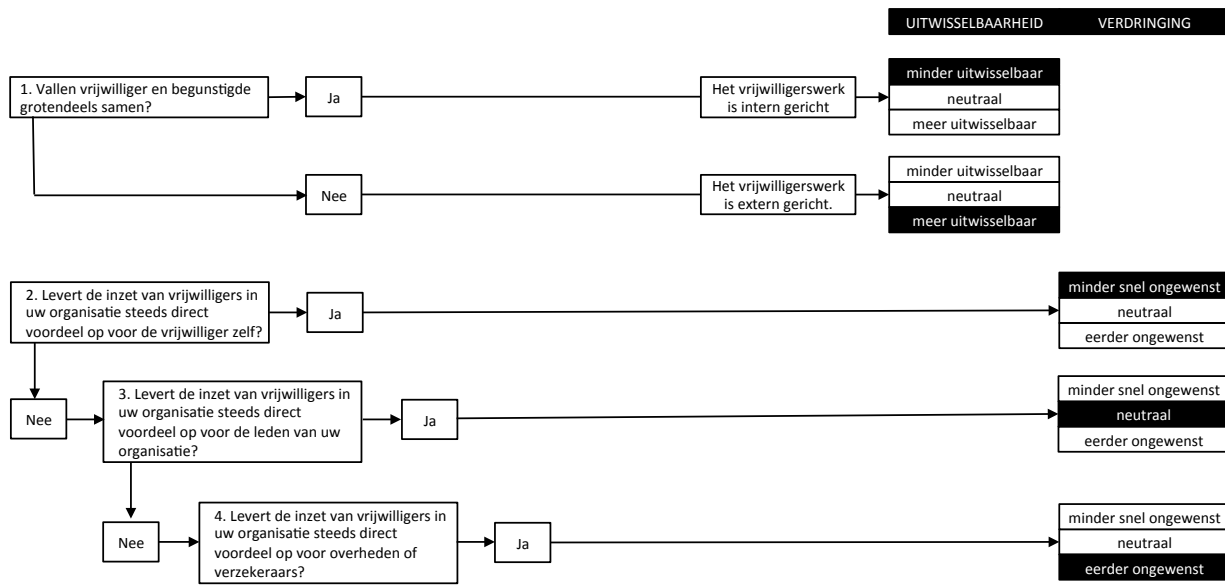 UITWISSELBAARHEID VERDRINGING
1. Vallen vrijwilliger en begunstigde
grotendeels samen?
Ja
Het vrijwilligerswerk
is intern gericht
minder uitwisselbaar
neutraal
meer uitwisselbaar
Nee
Het vrijwilligerswerk
is extern gericht.
minder uitwisselbaar
neutraal
meer uitwisselbaar
2. Levert de inzet van vrijwilligers in
uw organisatie steeds direct
voordeel op voor de vrijwilliger zelf?
Ja
minder snel ongewenst
neutraal
eerder ongewenst
Nee
3. Levert de inzet van vrijwilligers in
uw organisatie steeds direct
voordeel op voor de leden van uw
organisatie?
Ja
minder snel ongewenst
neutraal
eerder ongewenst
Nee
4. Levert de inzet van vrijwilligers in
uw organisatie steeds direct
voordeel op voor overheden of
verzekeraars?
Ja
minder snel ongewenst
neutraal
eerder ongewenst